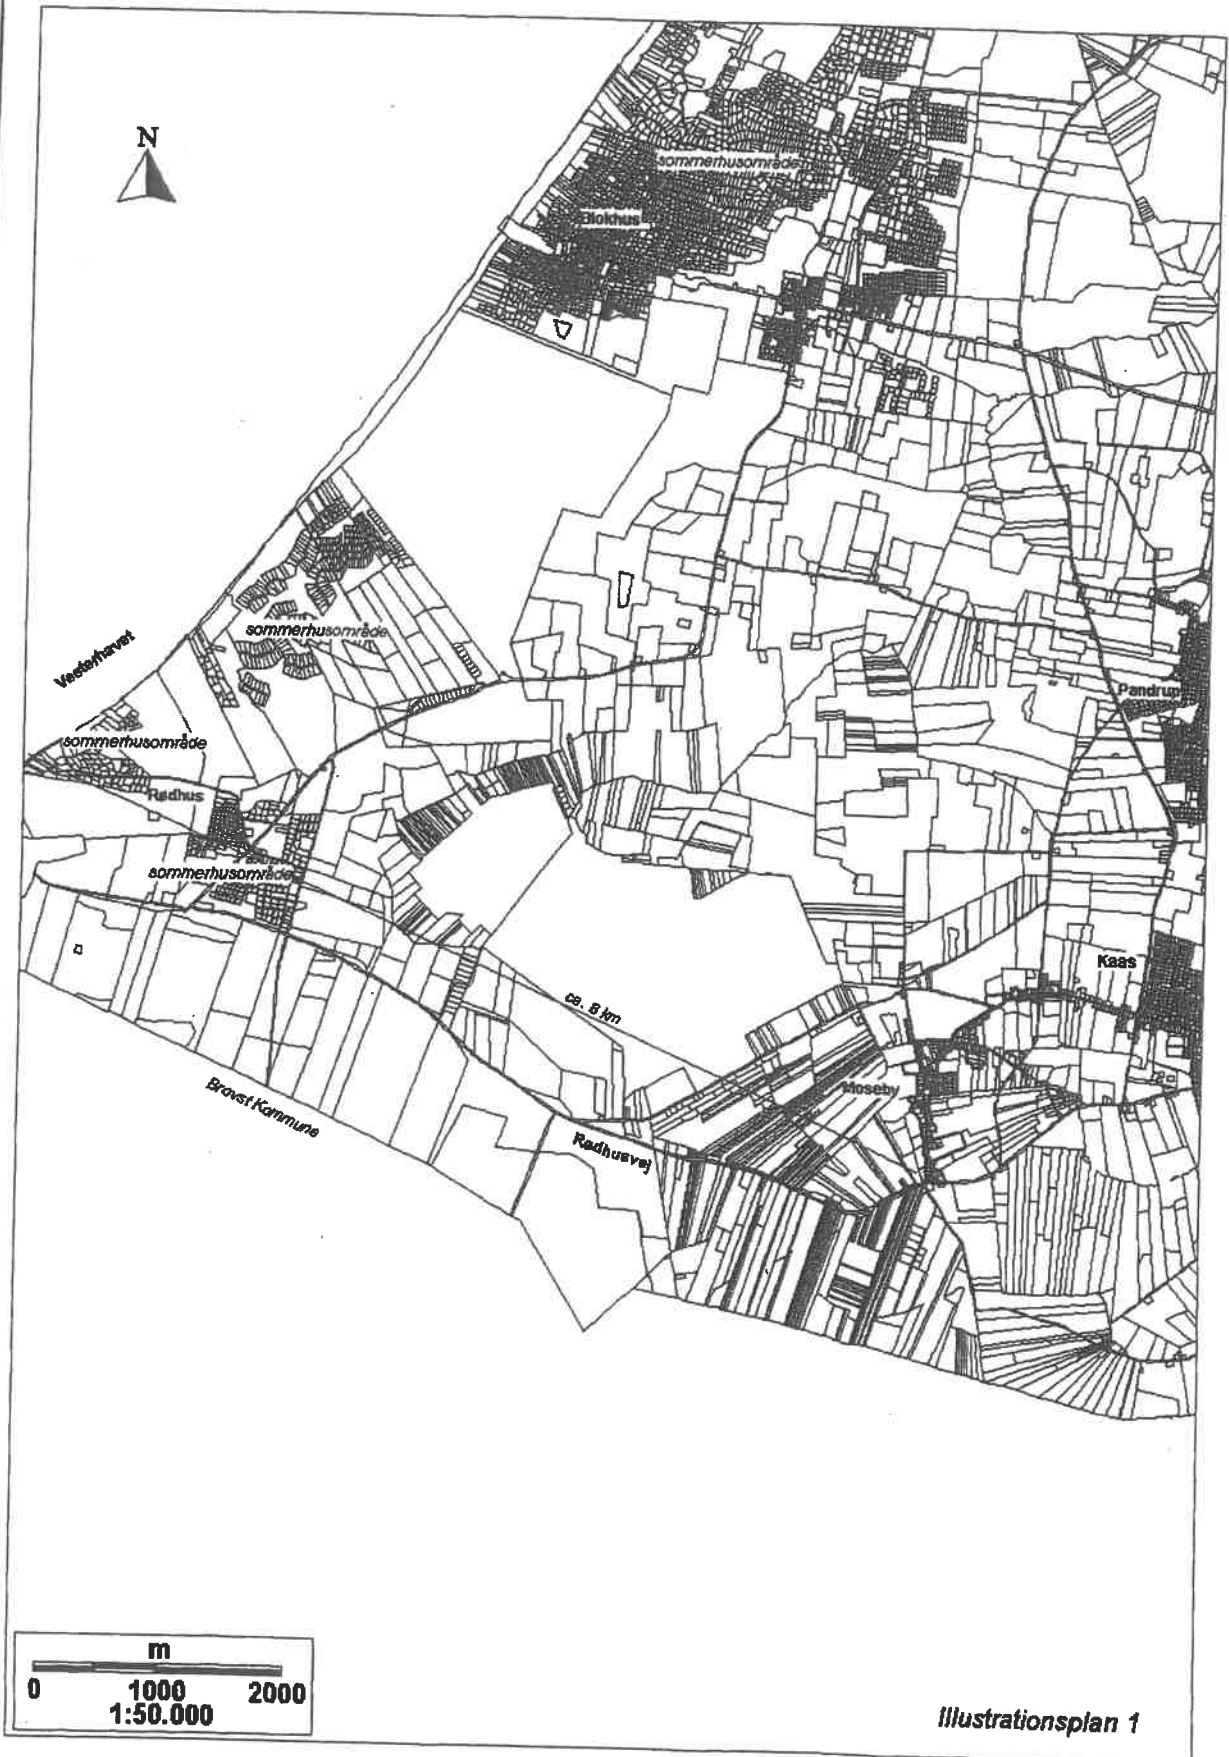 N
sommerhusområde
Blokhus
Vesterhavet
sommerhusområde
Pandrup
sommerhusområde
Rødhus
sommerhusområde
Kaas
ca. 8 km
Moseby
Brovst Kommune
Rødhusvej
m
0 1000 2000
1:50.000
Illustrationsplan 1